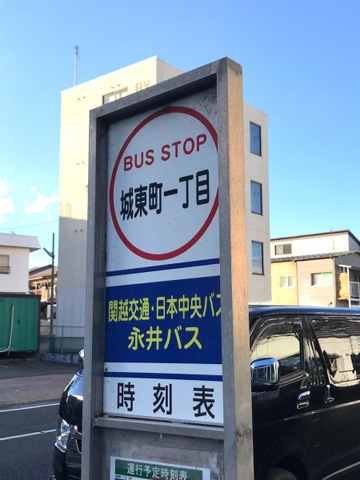 BUS STOP
城東町一丁目
関越交通・日本中央バス
永井バス
時刻表
運行予定時刻表